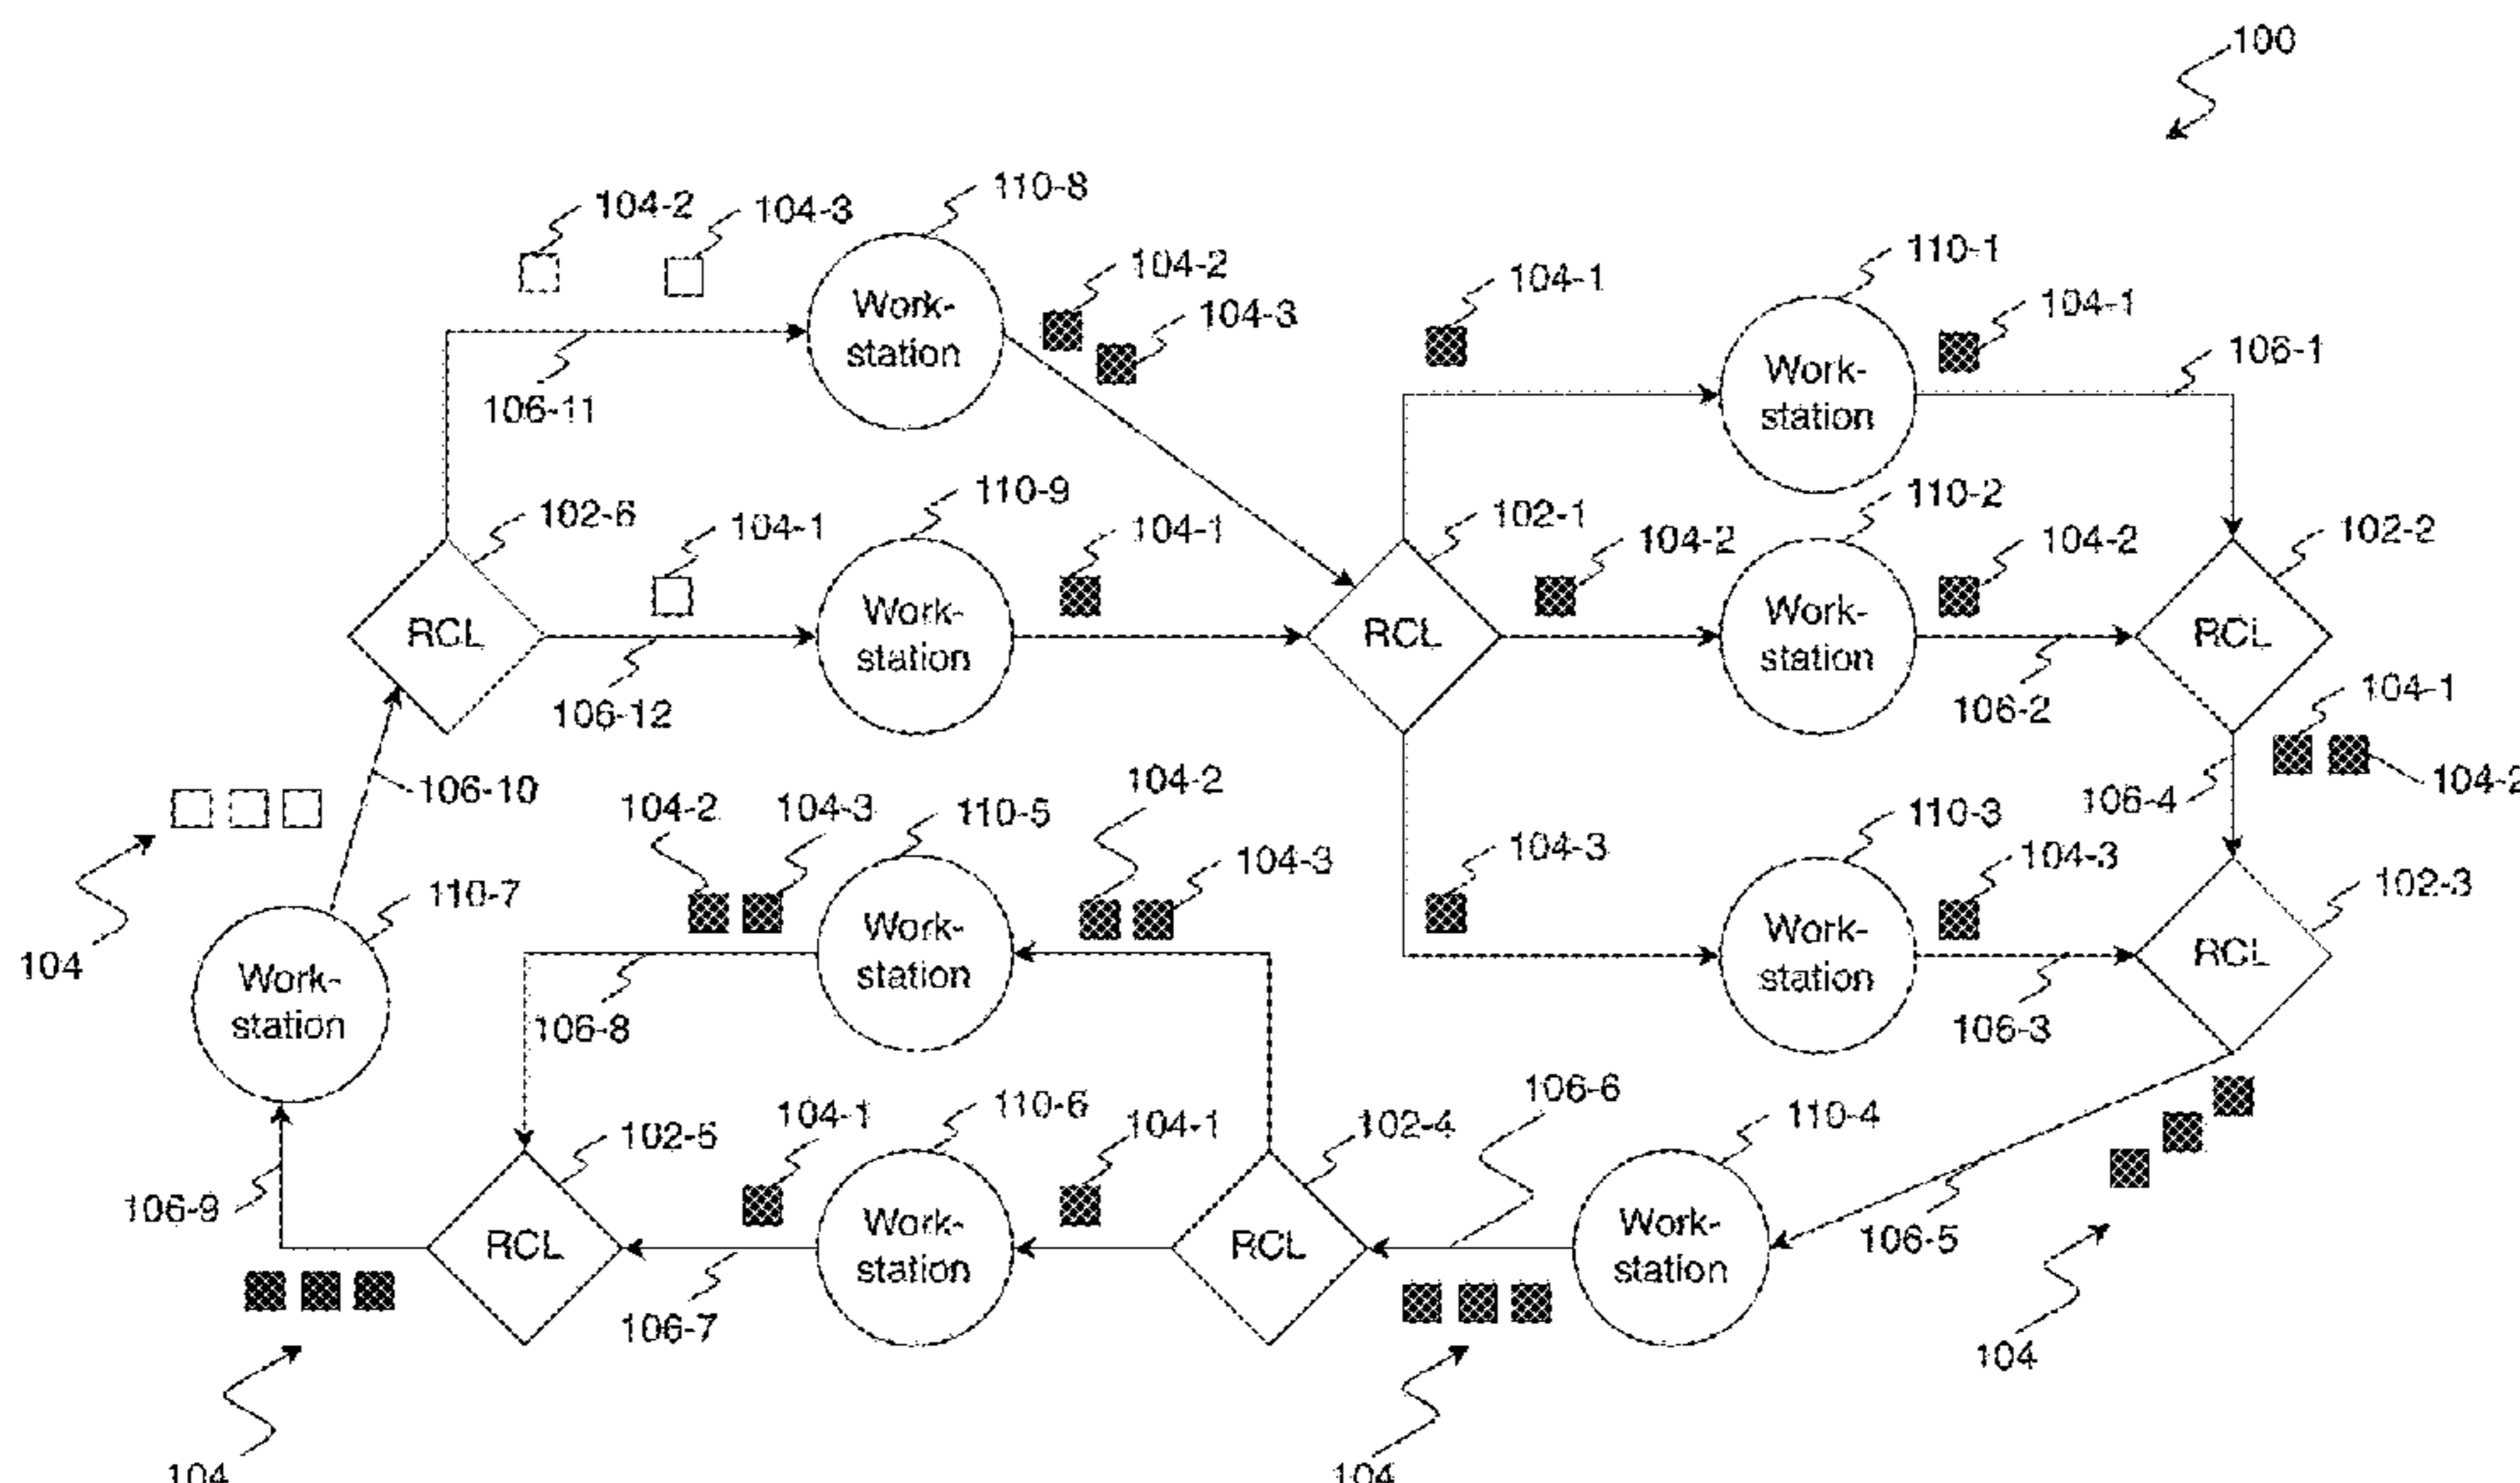 100
110-8
104-2
104-3
Work-
station
104-2
104-3
104-1
110-1
104-1
106-1
Work-
station
106-11
102-6
104-1
110-9
104-1
102-1
104-2
110-2
104-2
102-2
RCL
Work-
station
RCL
Work-
station
RCL
106-12
106-2
104-1
104-2
106-4
106-10
104-2
104-3
110-5
104-2
104-3
104-3
110-3
104-3
102-3
110-7
104
Work-
station
Work-
station
Work-
station
RCL
106-8
106-3
106-6
102-5
104-1
110-6
104-1
102-4
110-4
106-9
RCL
Work-
station
RCL
Work-
station
106-5
106-7
104
104
104